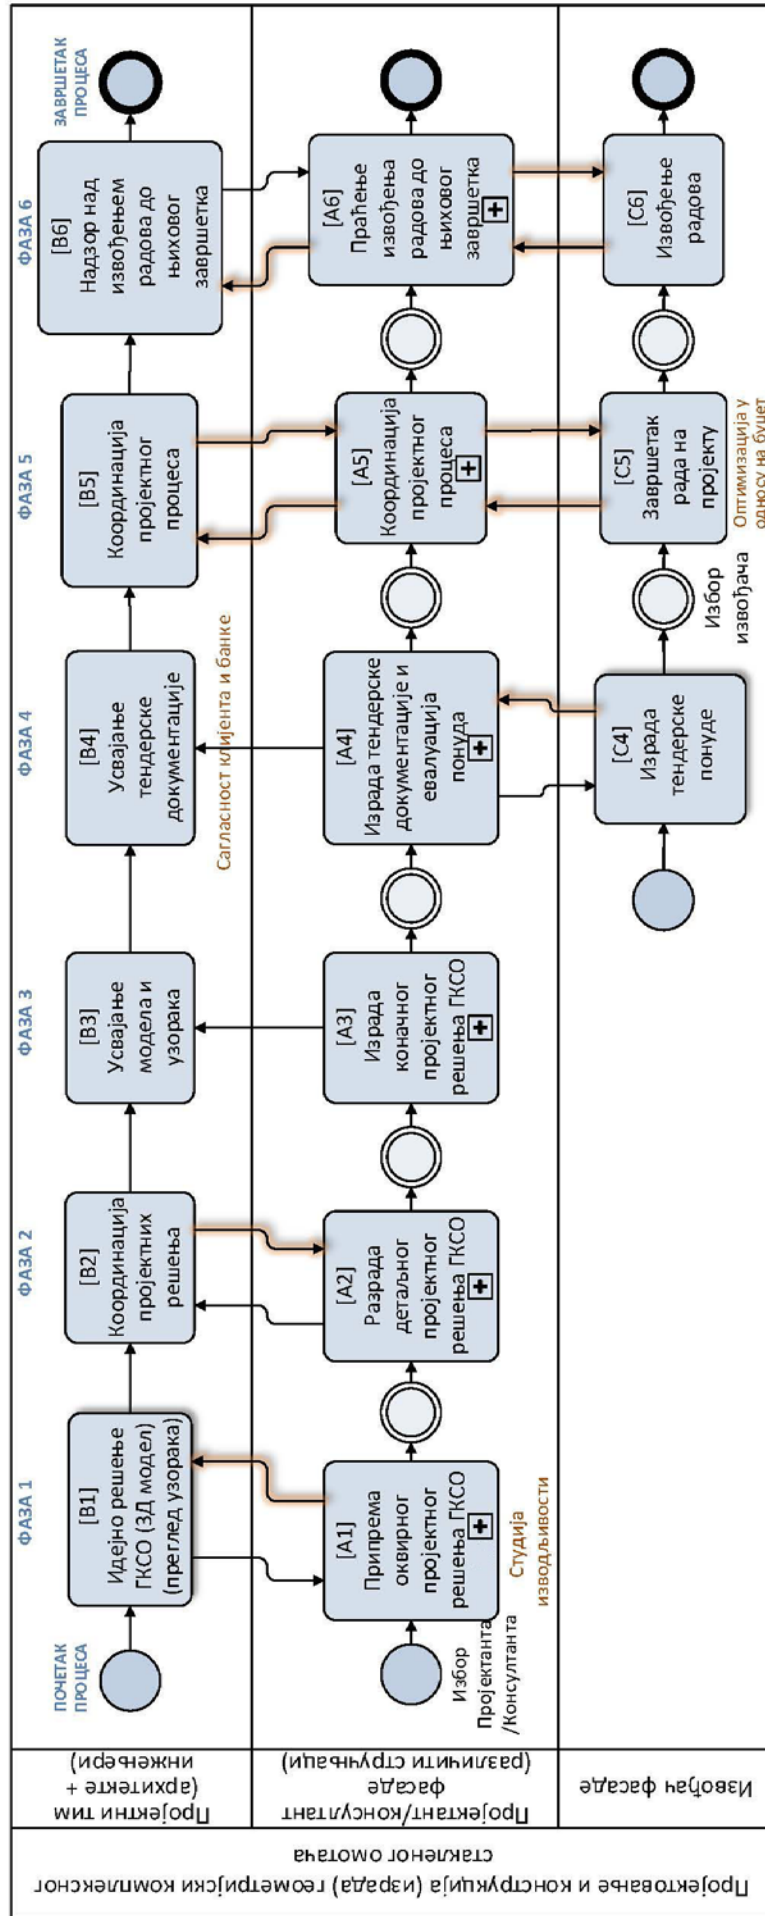 Пројектовање и конструкција (израда) геометријски комплексног
стакленог омотача
Пројектни тим
(архитекте +
инжењери)
ПОЧЕТАК
ПРОЦЕСА
ФАЗА 1
ФАЗА 2
ФАЗА 3
ФАЗА 4
ФАЗА 5
ФАЗА 6
ЗАВРШЕТАК
ПРОЦЕСА
[B1]
Идејно решење
ГКСО (3Д модел)
(преглед узорака)
[B2]
Координација
пројектних
решења
[B3]
Усвајање
модела и
узорака
[B4]
Усвајање
тендерске
документације
Сагласност клијента и банке
[B5]
Координација
пројектног
процеса
[B6]
Надзор над
извођењем
радова до
њиховог
завршетка
Пројектант/консултант
фасаде
(различити стручњаци)
Избор
Пројектанта
/Консултанта
[A1]
Припрема
оквирног
пројектног
решења ГКСО
Студија
изводљивости
[A2]
Разрада
детаљног
пројектног
решења ГКСО
[A3]
Израда
коначног
пројектног
решења ГКСО
[A4]
Израда тендерске
документације и
евалуација
понуда
[A5]
Координација
пројектног
процеса
[A6]
Праћење
извођења
радова до
њиховог
завршетка
Извођач фасаде
[C4]
Израда
тендерске
понуде
Избор
извођача
[C5]
Завршетак
рада на
пројекту
Оптимизација у
односу на буџет
[C6]
Извођење
радова